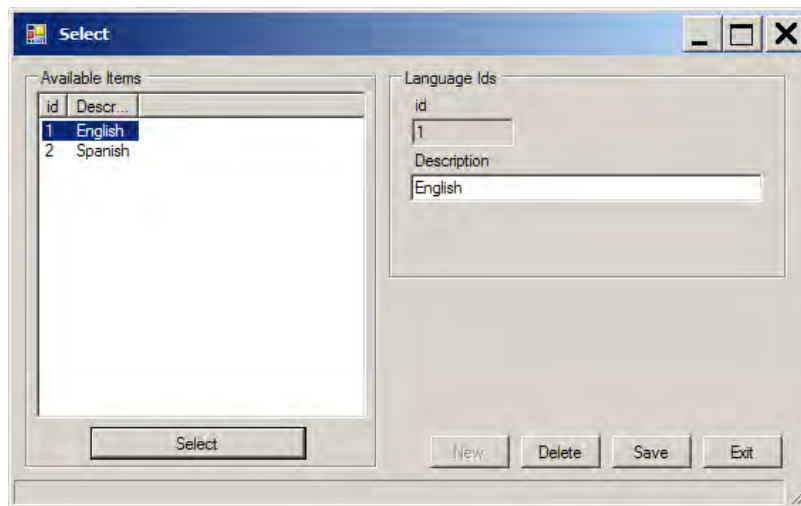 Select
Available Items
id Descr...
1 English
2 Spanish
Select
Language Ids
id
1
Description
English
New Delete Save Exit